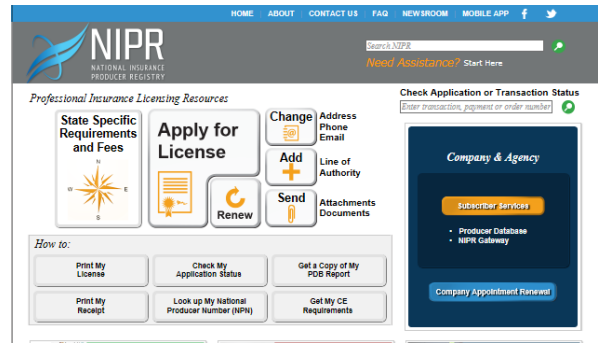 HOME ABOUT CONTACT US FAQ NEWSROOM MOBILE APP f
NIPR
NATIONAL INSURANCE
PRODUCER REGISTRY
Search NIPR
Need Assistance? Start Here
Professional Insurance Licensing Resources
Check Application or Transaction Status
Enter transaction, payment or order number
State Specific
Requirements
and Fees
N
W
E
S
Apply for
License
Renew
Change
Address
Phone
Email
Add
Line of
Authority
Send
Attachments
Documents
Company & Agency
Subscriber Services
• Producer Database
• NIPR Gateway
Company Appointment Renewal
How to:
Print My
License
Check My
Application Status
Get a Copy of My
PDB Report
Print My
Receipt
Look up My National
Producer Number (NPN)
Get My CE
Requirements